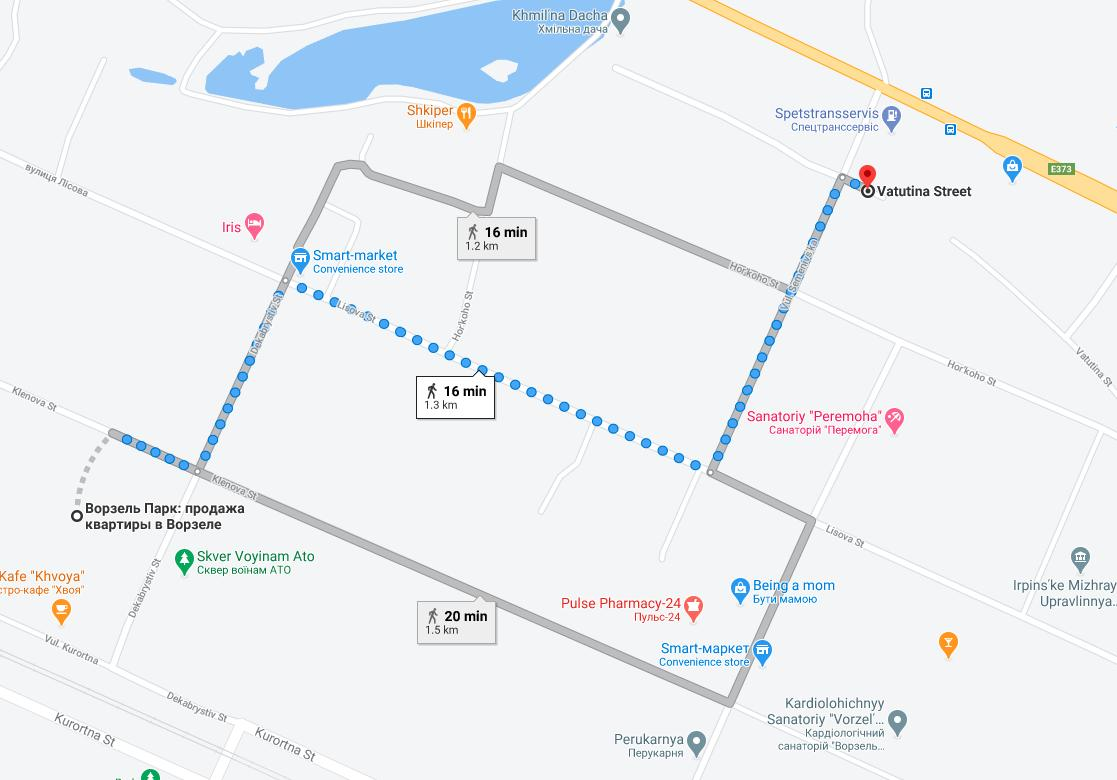 Khmil'na Dacha
Хмільна дача
Shkiper
Шкіпер
Spetstransservis
Спецтранссервіс
E373
вулиця Лісова
Vatutina Street
Iris
16 min
1.2 km
Smart-market
Convenience store
Hor'koho St
Vul. Semenivs'ka
Dekabrystiv St
Lisova St
Hor'koho St
Vatutina St
Hor'koho St
16 min
1.3 km
Klenova St
Sanatoriy "Peremoha"
Санаторій "Перемога"
Klenova St
Ворзель Парк: продажа
квартиры в Ворзеле
Lisova St
Skver Voyinam Ato
Сквер воїнам АТО
Kafe "Khvoya"
стро-кафе "Хвоя"
Dekabrystiv St
Irpins'ke Mizhray
Upravlinnya...
Being a mom
Бути мамою
Pulse Pharmacy-24
Пульс-24
20 min
1.5 km
Vul. Kurortna
Smart-маркет
Convenience store
Dekabrystiv St
Kurortna St
Kurortna St
Kardiolohichnyy
Sanatoriy "Vorzel'...
Кардіологічний
санаторій "Ворзель...
Perukarnya
Перукарня